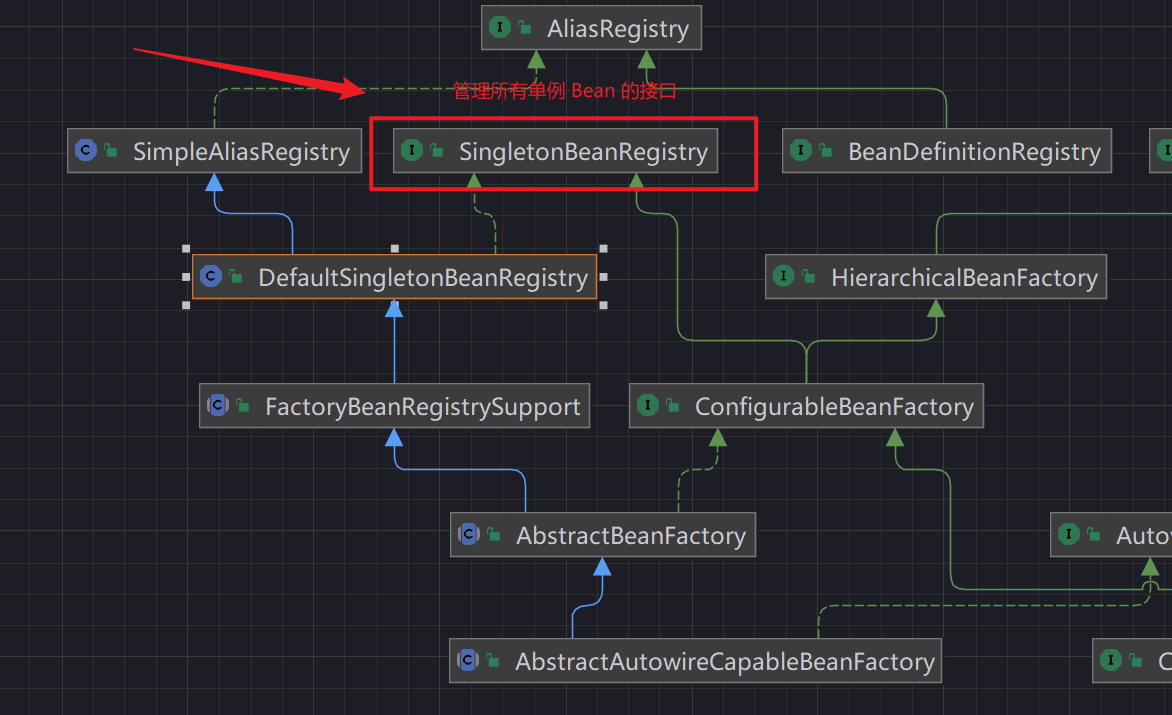 AliasRegistry
管理所有单例 Bean 的接口
SimpleAliasRegistry
SingletonBeanRegistry
BeanDefinitionRegistry
DefaultSingletonBeanRegistry
HierarchicalBeanFactory
FactoryBeanRegistrySupport
ConfigurableBeanFactory
AbstractBeanFactory
AbstractAutowireCapableBeanFactory